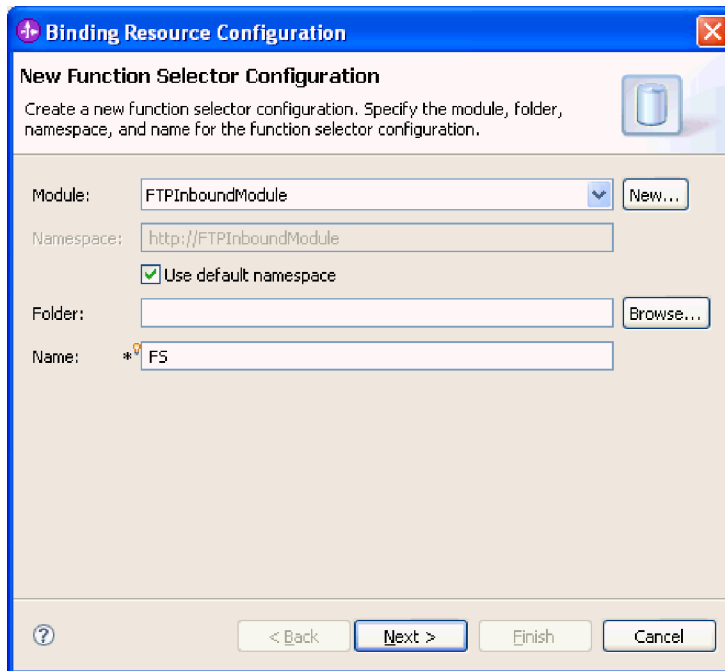 Binding Resource Configuration
New Function Selector Configuration
Create a new function selector configuration. Specify the module, folder,
namespace, and name for the function selector configuration.
Module: FTPInboundModule New...
Namespace: http://FTPInboundModule
Use default namespace
Folder: Browse...
Name: * FS
< Back Next > Finish Cancel